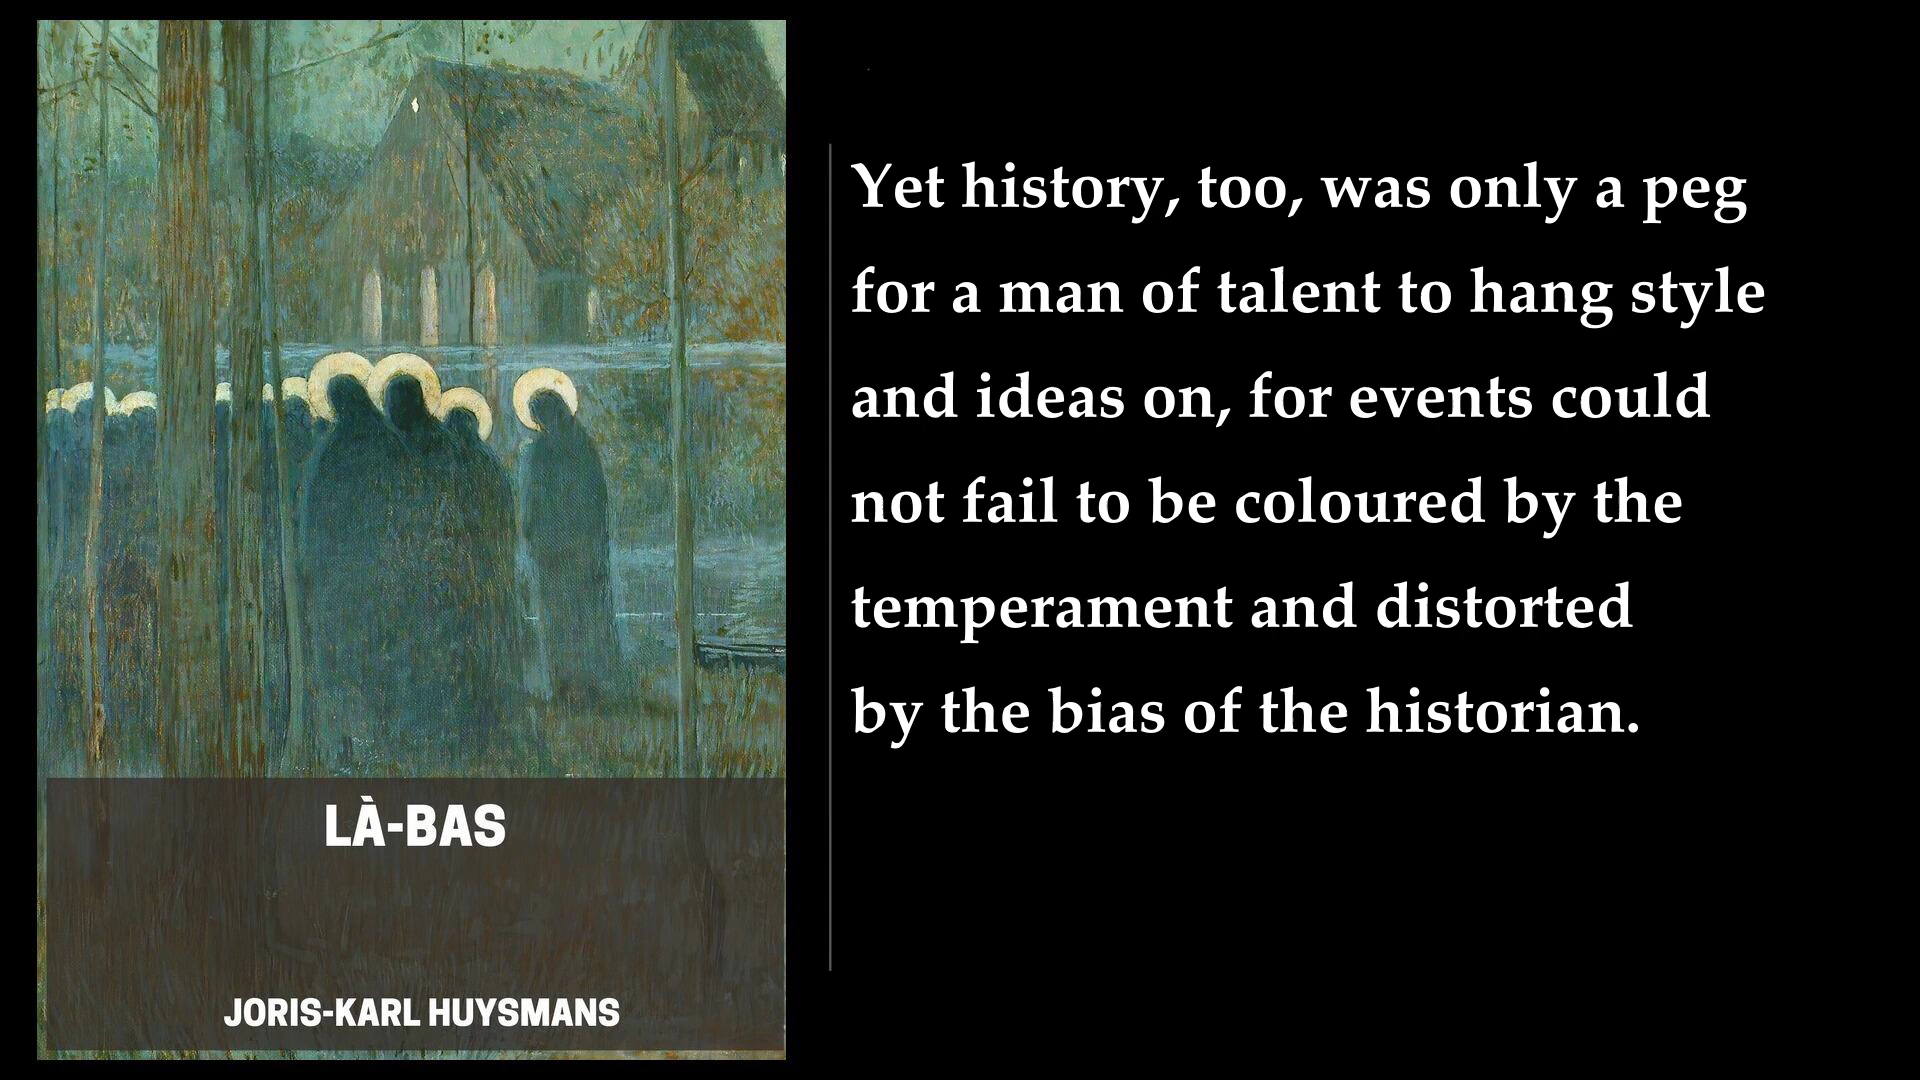 LÀ-BAS
JORIS-KARL HUYSMANS
Yet history, too, was only a peg
for a man of talent to hang style
and ideas on, for events could
not fail to be coloured by the
temperament and distorted
by the bias of the historian.